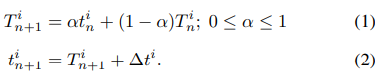 T^i_{n+1} = αt^i_n + (1 − α)T^i_n; 0 ≤ α ≤ 1 (1)
t^i_{n+1} = T^i_{n+1} + Δt^i. (2)